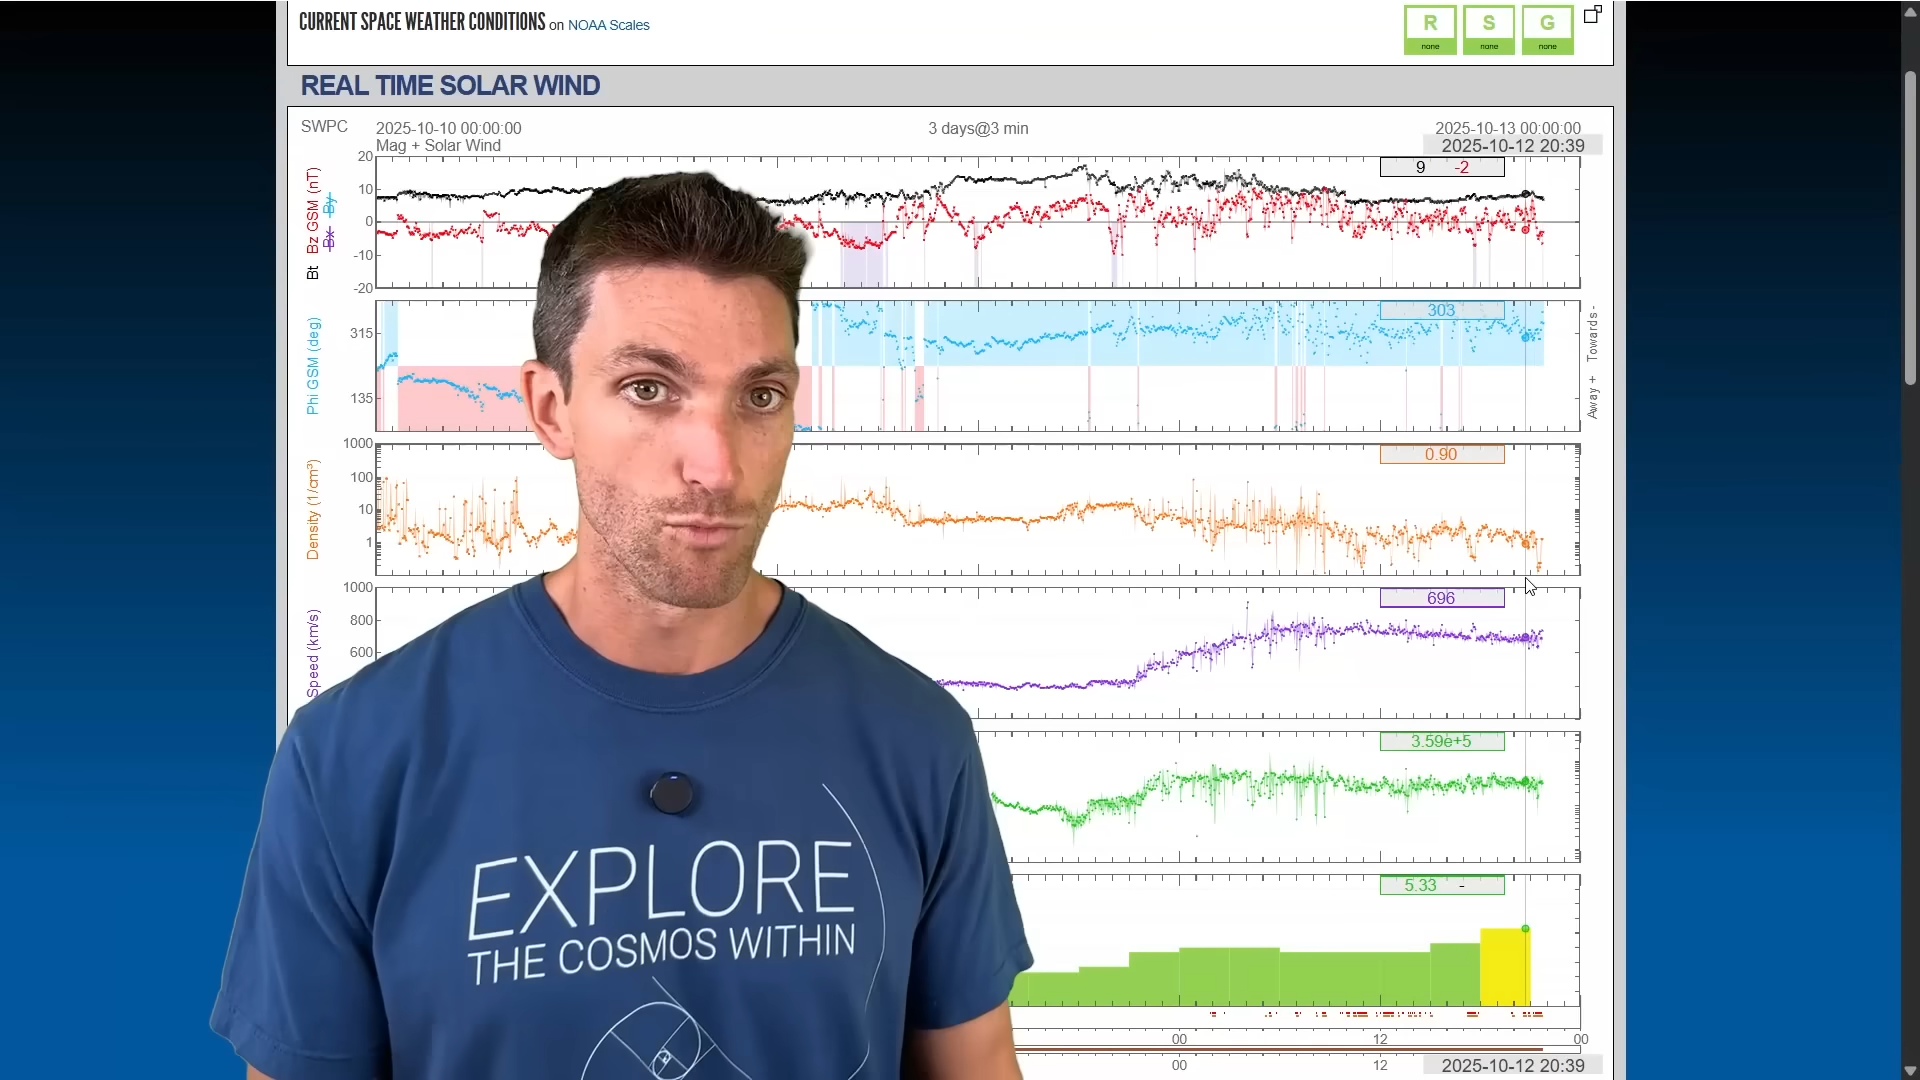 CURRENT SPACE WEATHER CONDITIONS on NOAA Scales
R S G
none none none
REAL TIME SOLAR WIND
SWPC 2025-10-10 00:00:00 3 days@3 min 2025-10-13 00:00:00
Mag + Solar Wind 2025-10-12 20:39
Bt Bz GSM (nT)
Bx By
20
10
0
-10
-20
9 -2
Phi GSM (deg)
315
135
303
Away + Towards -
Density (1/cm³)
1000
100
10
1
0.90
Speed (km/s)
1000
800
600
696
3.59e+5
5.33 -
00 12 00
00 12 2025-10-12 20:39
EXPLORE
THE COSMOS WITHIN